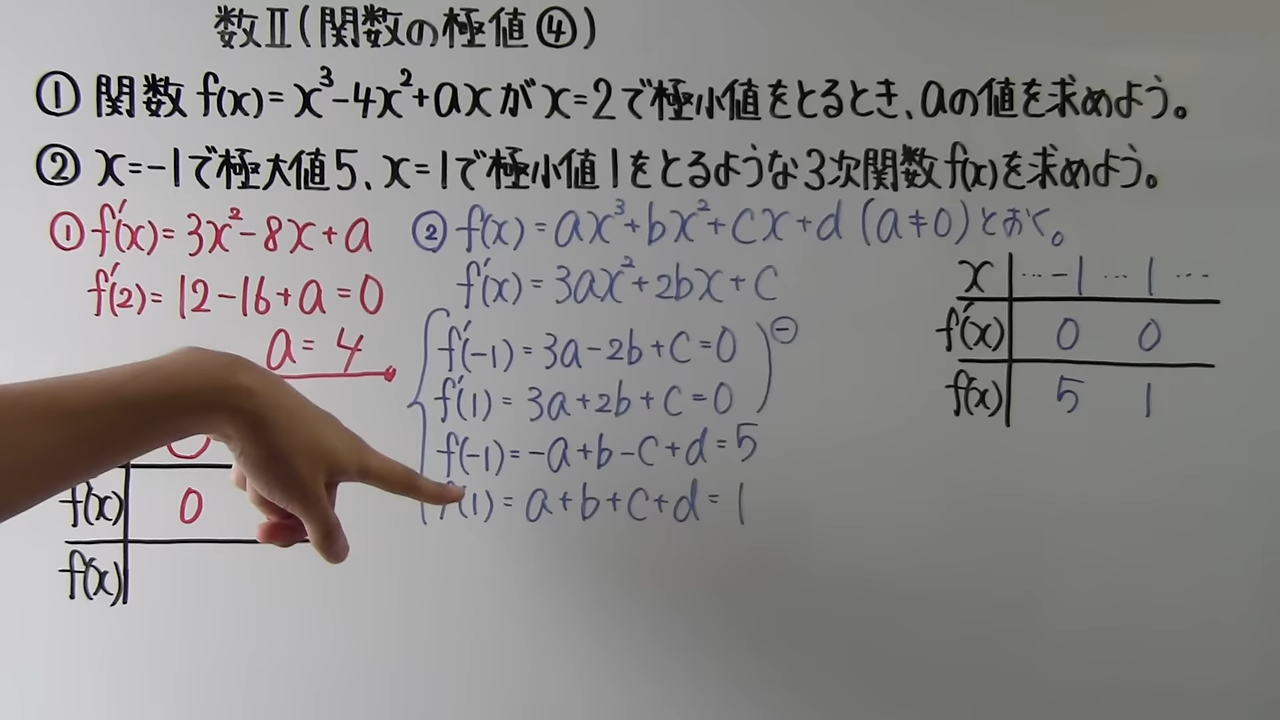 数Ⅱ(関数の極値④)
① 関数 f(x)=x³-4x²+ax が x=2で極小値をとるとき、aの値を求めよう。
② x=-1で極大値5、x=1で極小値1をとるような3次関数f(x)を求めよう。
① f'(x)=3x²-8x+a
f'(2)=12-16+a=0
a=4
f'(x) 0
f(x)
② f(x)=ax³+bx²+cx+d (a≠0)とおく。
f'(x)=3ax²+2bx+c
f'(-1)=3a-2b+c=0
⊖
f'(1)=3a+2b+c=0
f(-1)=-a+b-c+d=5
f(1)=a+b+c+d=1
x … -1 … 1 …
f'(x) 0 0
f(x) 5 1